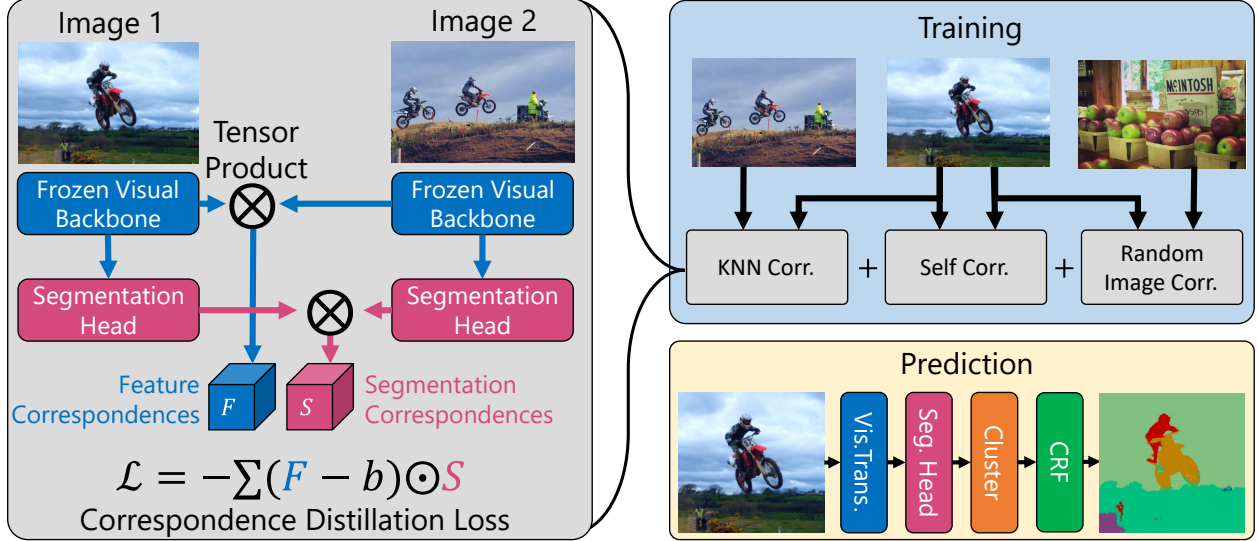 Image 1
Image 2
Tensor
Product
Frozen Visual
Backbone
Frozen Visual
Backbone
Segmentation
Head
Segmentation
Head
Feature
Correspondences
F
S
Segmentation
Correspondences
ℒ = −∑(F − b)⊙S
Correspondence Distillation Loss
Training
McINTOSH
KNN Corr.
+
Self Corr.
+
Random
Image Corr.
Prediction
Vis.Trans.
Seg. Head
Cluster
CRF